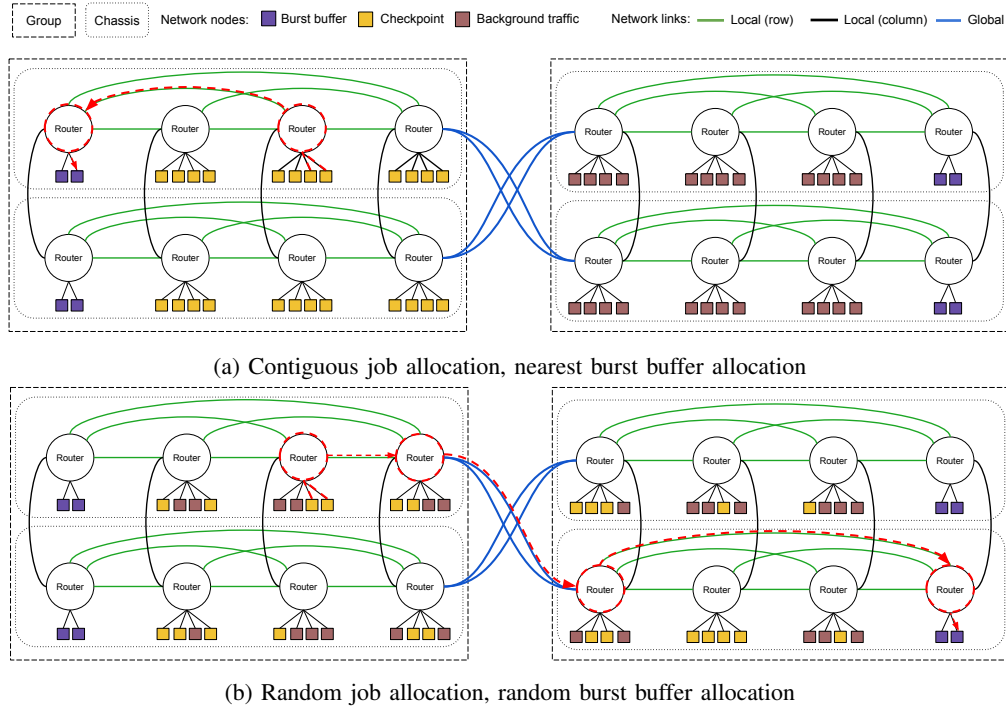 Group Chassis Network nodes: Burst buffer Checkpoint Background traffic Network links: Local (row) Local (column) Global
Router Router Router Router Router Router Router Router
Router Router Router Router Router Router Router Router
(a) Contiguous job allocation, nearest burst buffer allocation
Router Router Router Router Router Router Router Router
Router Router Router Router Router Router Router Router
(b) Random job allocation, random burst buffer allocation